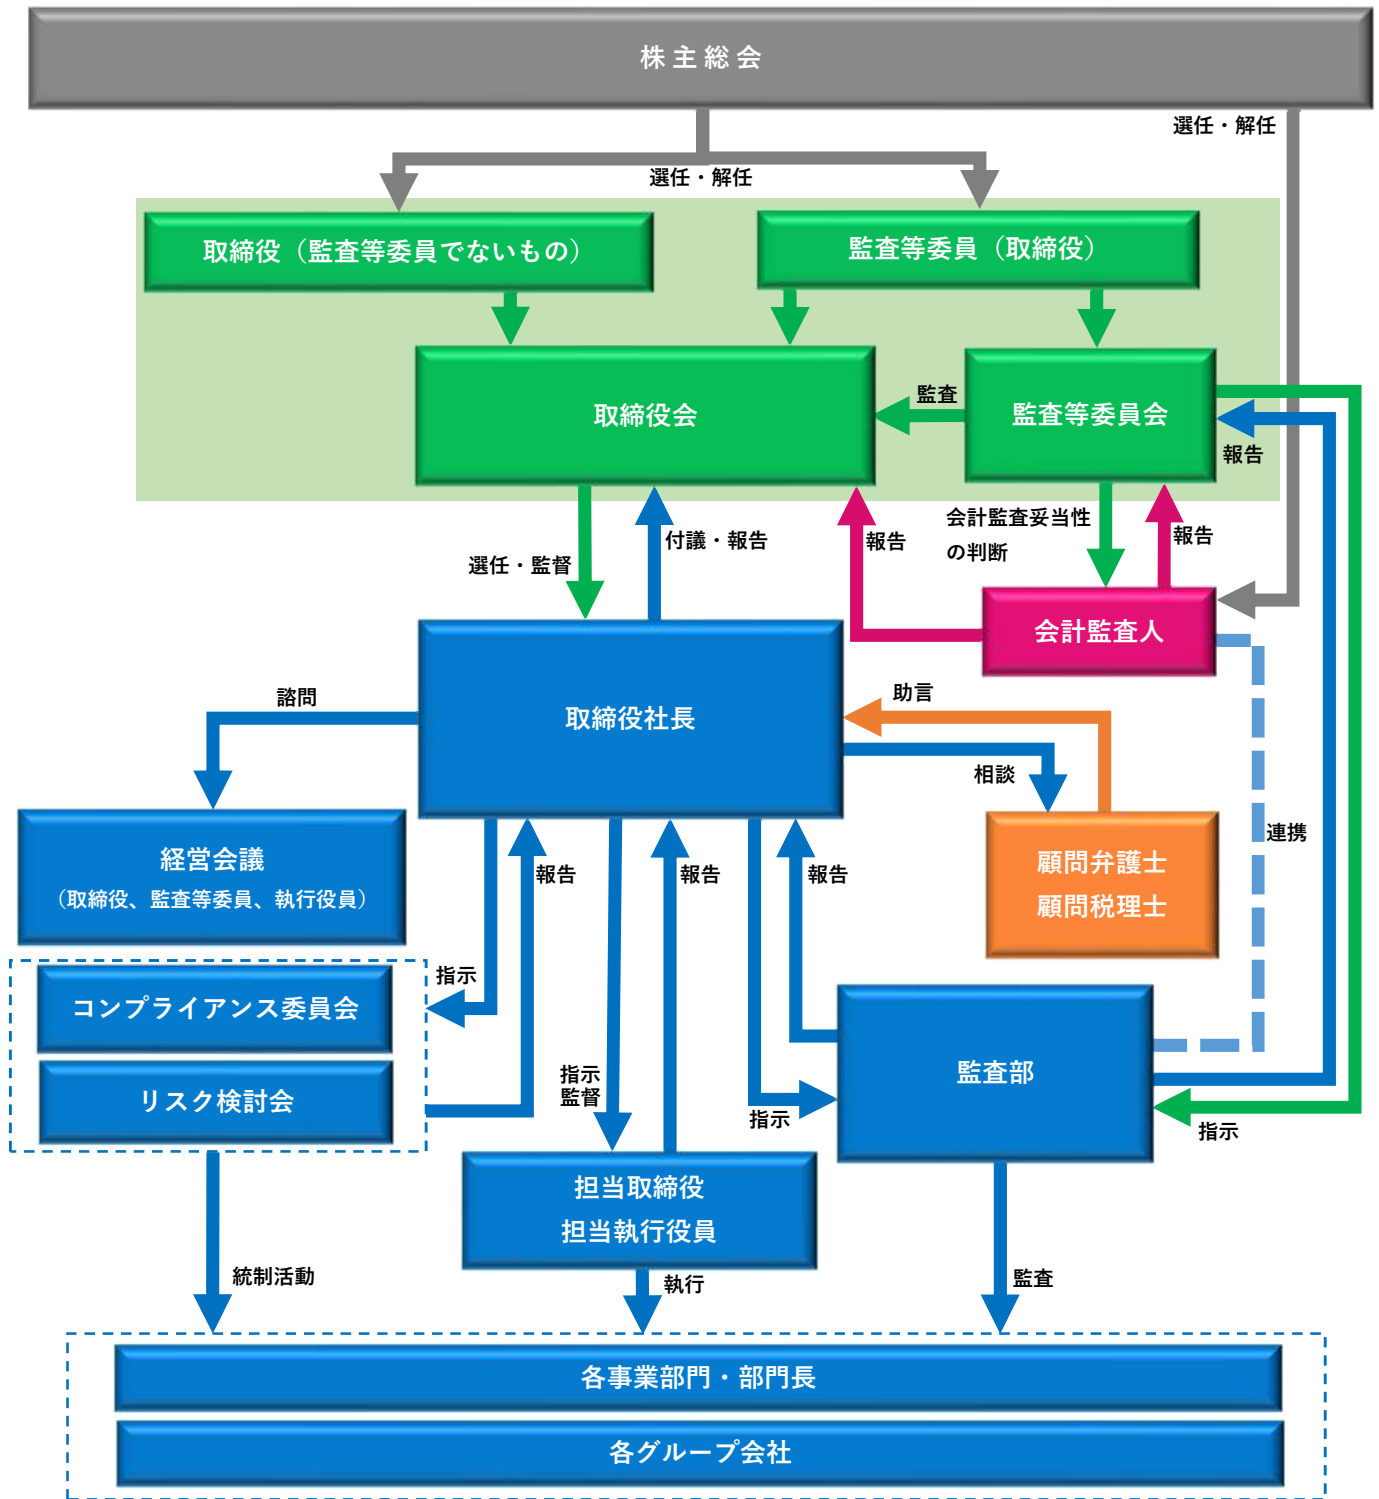 株主総会
選任・解任
選任・解任
取締役（監査等委員でないもの）
監査等委員（取締役）
取締役会
監査
監査等委員会
報告
選任・監督
付議・報告
報告
会計監査妥当性
の判断
報告
会計監査人
諮問
取締役社長
助言
相談
経営会議
（取締役、監査等委員、執行役員）
報告
報告
報告
顧問弁護士
顧問税理士
連携
指示
コンプライアンス委員会
リスク検討会
指示
監督
指示
監査部
指示
担当取締役
担当執行役員
統制活動
執行
監査
各事業部門・部門長
各グループ会社